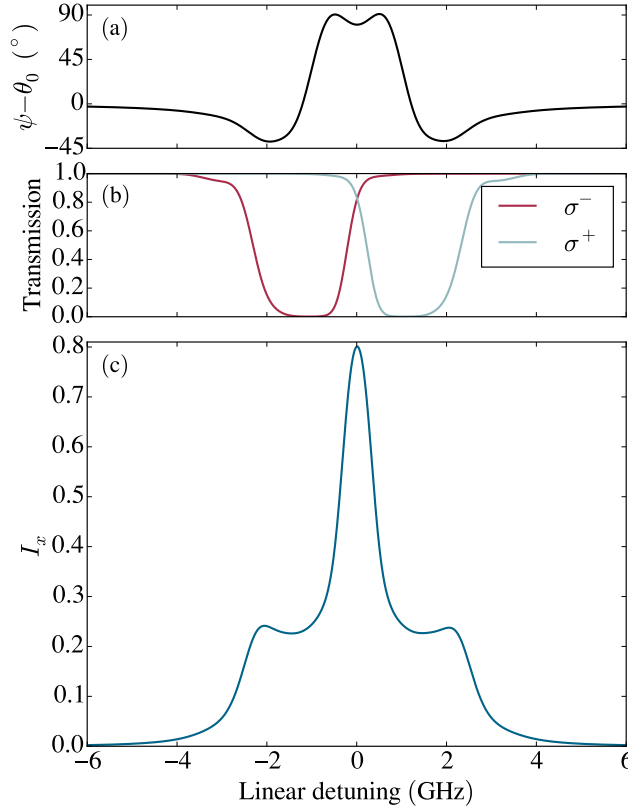 (a)
90
45
0
−45
ψ−θ₀ (°)
(b)
1.0
0.8
0.6
0.4
0.2
0.0
Transmission
σ⁻
σ⁺
(c)
0.8
0.7
0.6
0.5
0.4
0.3
0.2
0.1
0.0
Iₓ
−6 −4 −2 0 2 4 6
Linear detuning (GHz)